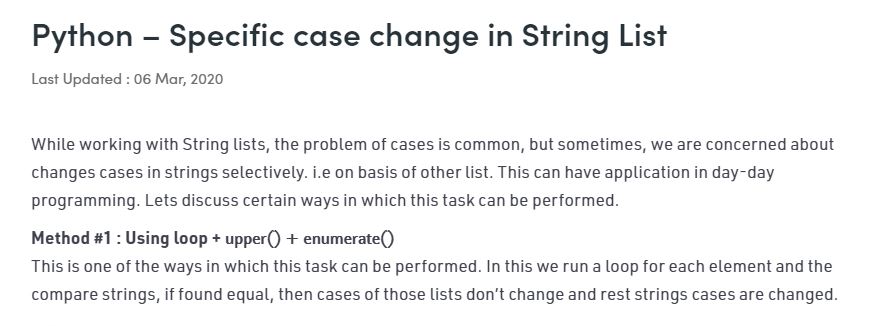 Python – Specific case change in String List
Last Updated : 06 Mar, 2020
While working with String lists, the problem of cases is common, but sometimes, we are concerned about
changes cases in strings selectively. i.e on basis of other list. This can have application in day-day
programming. Lets discuss certain ways in which this task can be performed.
Method #1 : Using loop + upper() + enumerate()
This is one of the ways in which this task can be performed. In this we run a loop for each element and the
compare strings, if found equal, then cases of those lists don't change and rest strings cases are changed.